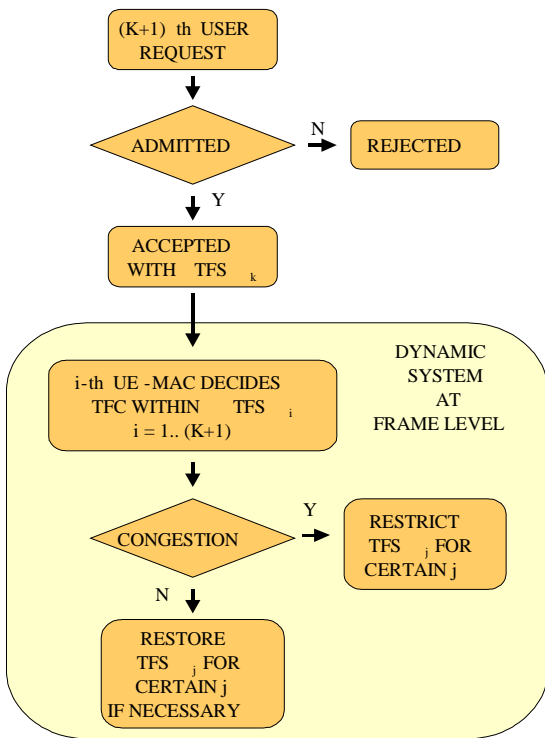 (K+1) th USER
REQUEST
ADMITTED
N
REJECTED
Y
ACCEPTED
WITH TFS k
DYNAMIC
SYSTEM
AT
FRAME LEVEL
i-th UE -MAC DECIDES
TFC WITHIN TFS i
i = 1.. (K+1)
CONGESTION
Y
RESTRICT
TFS j FOR
CERTAIN j
N
RESTORE
TFS j FOR
CERTAIN j
IF NECESSARY